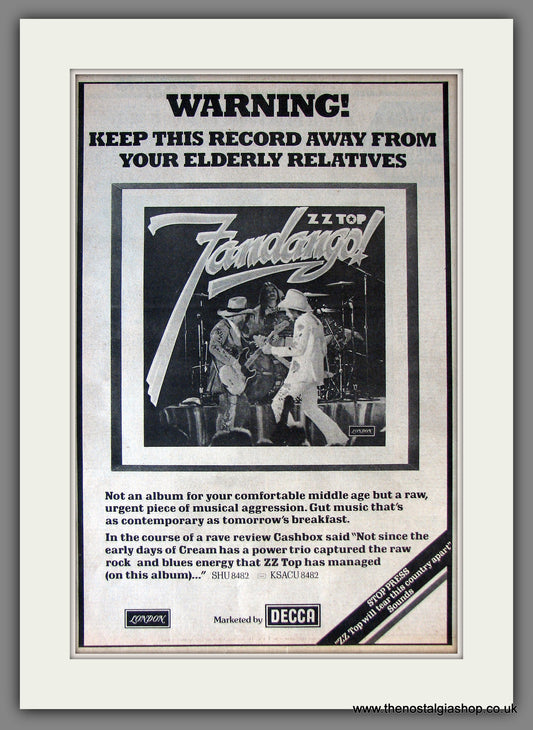 WARNING!
KEEP THIS RECORD AWAY FROM
YOUR ELDERLY RELATIVES
ZZ TOP
Fandango!
LONDON
Not an album for your comfortable middle age but a raw,
urgent piece of musical aggression. Gut music that's
as contemporary as tomorrow's breakfast.
In the course of a rave review Cashbox said "Not since the
early days of Cream has a power trio captured the raw
rock and blues energy that ZZ Top has managed
(on this album)..." SHU 8482 KSACU 8482
STOP PRESS
"ZZ Top will tear this country apart"
Sounds
LONDON
Marketed by DECCA
www.thenostalgiashop.co.uk